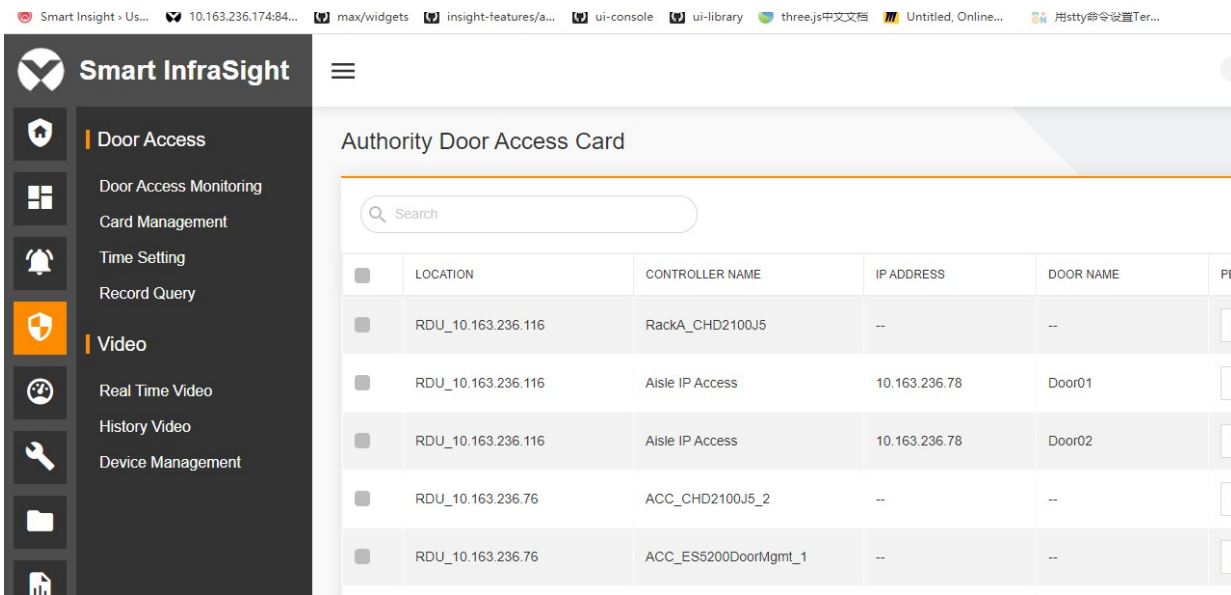 Smart Insight › Us... 10.163.236.174:84... max/widgets insight-features/a... ui-console ui-library three.js中文文档 Untitled, Online... 用stty命令设置Ter...
Smart InfraSight
Door Access
Door Access Monitoring
Card Management
Time Setting
Record Query
Video
Real Time Video
History Video
Device Management
Authority Door Access Card
Search
LOCATION CONTROLLER NAME IP ADDRESS DOOR NAME
RDU_10.163.236.116 RackA_CHD2100J5 -- --
RDU_10.163.236.116 Aisle IP Access 10.163.236.78 Door01
RDU_10.163.236.116 Aisle IP Access 10.163.236.78 Door02
RDU_10.163.236.76 ACC_CHD2100J5_2 -- --
RDU_10.163.236.76 ACC_ES5200DoorMgmt_1 -- --